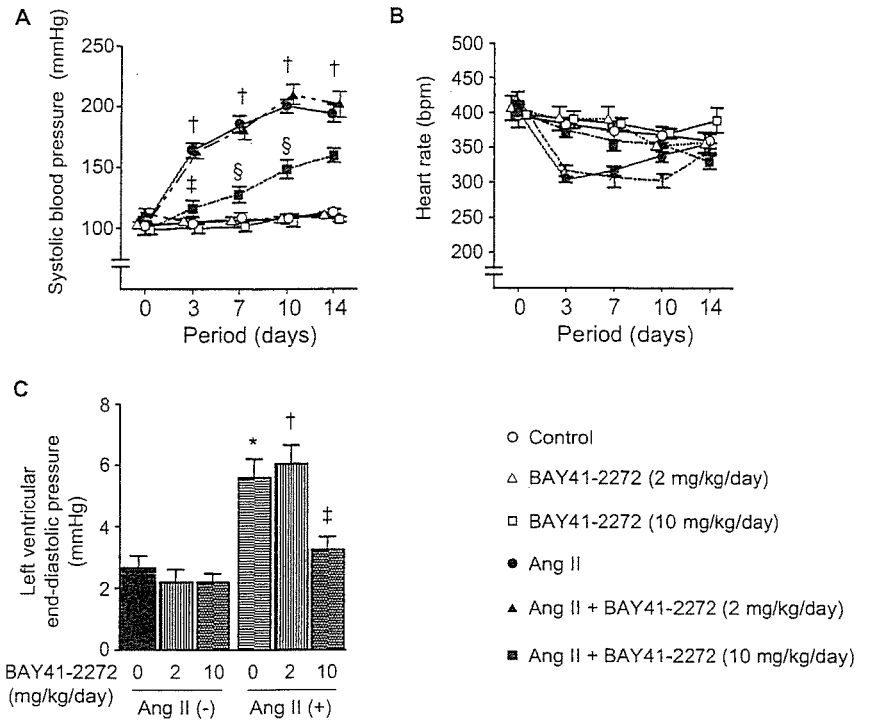 A
Systolic blood pressure (mmHg)
250
200
150
100
† † † †
‡ § §
0 3 7 10 14
Period (days)
B
Heart rate (bpm)
500
450
400
350
300
200
0 3 7 10 14
Period (days)
C
Left ventricular
end-diastolic pressure
(mmHg)
8
6
4
2
0
* † ‡
BAY41-2272 0 2 10 0 2 10
(mg/kg/day)
Ang II (-) Ang II (+)
Control
BAY41-2272 (2 mg/kg/day)
BAY41-2272 (10 mg/kg/day)
Ang II
Ang II + BAY41-2272 (2 mg/kg/day)
Ang II + BAY41-2272 (10 mg/kg/day)